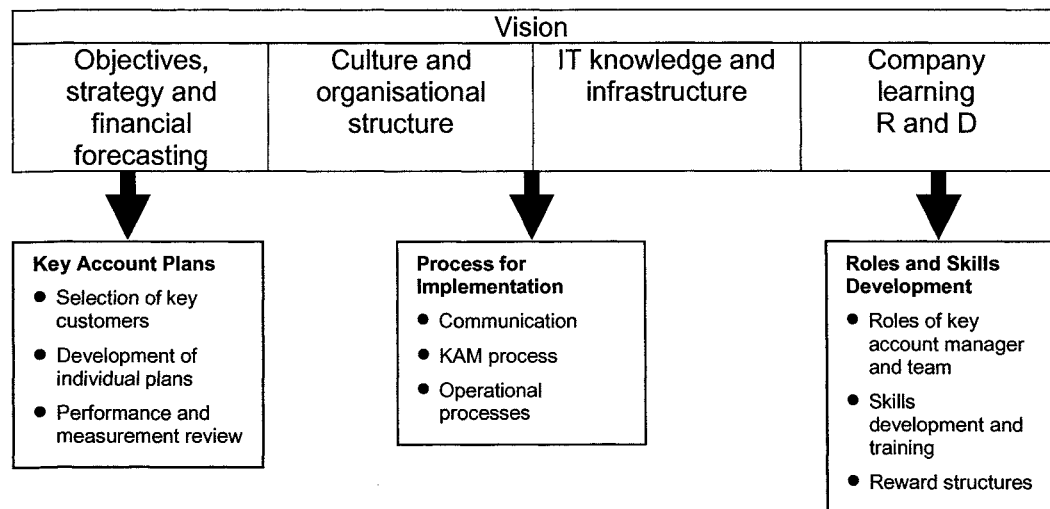 Vision
Objectives,
strategy and
financial
forecasting
Culture and
organisational
structure
IT knowledge and
infrastructure
Company
learning
R and D
Key Account Plans
● Selection of key
customers
● Development of
individual plans
● Performance and
measurement review
Process for
Implementation
● Communication
● KAM process
● Operational
processes
Roles and Skills
Development
● Roles of key
account manager
and team
● Skills
development and
training
● Reward structures